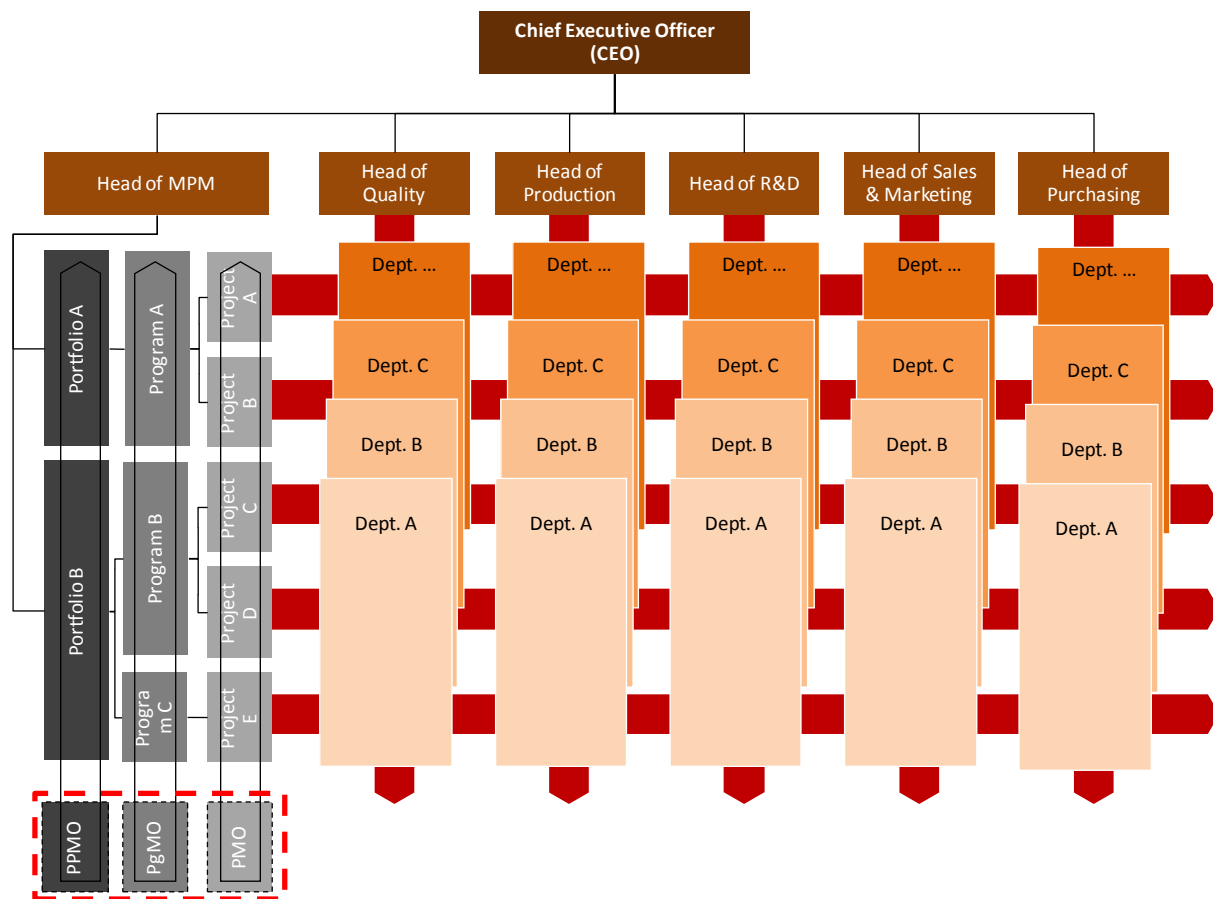 Chief Executive Officer
(CEO)
Head of MPM
Head of
Quality
Head of
Production
Head of R&D
Head of Sales
& Marketing
Head of
Purchasing
Portfolio A
Portfolio B
Program A
Program B
Progra
m C
Project
A
Project
B
Project
C
Project
D
Project
E
PPMO
PgMO
PMO
Dept. ...
Dept. C
Dept. B
Dept. A
Dept. ...
Dept. C
Dept. B
Dept. A
Dept. ...
Dept. C
Dept. B
Dept. A
Dept. ...
Dept. C
Dept. B
Dept. A
Dept. ...
Dept. C
Dept. B
Dept. A